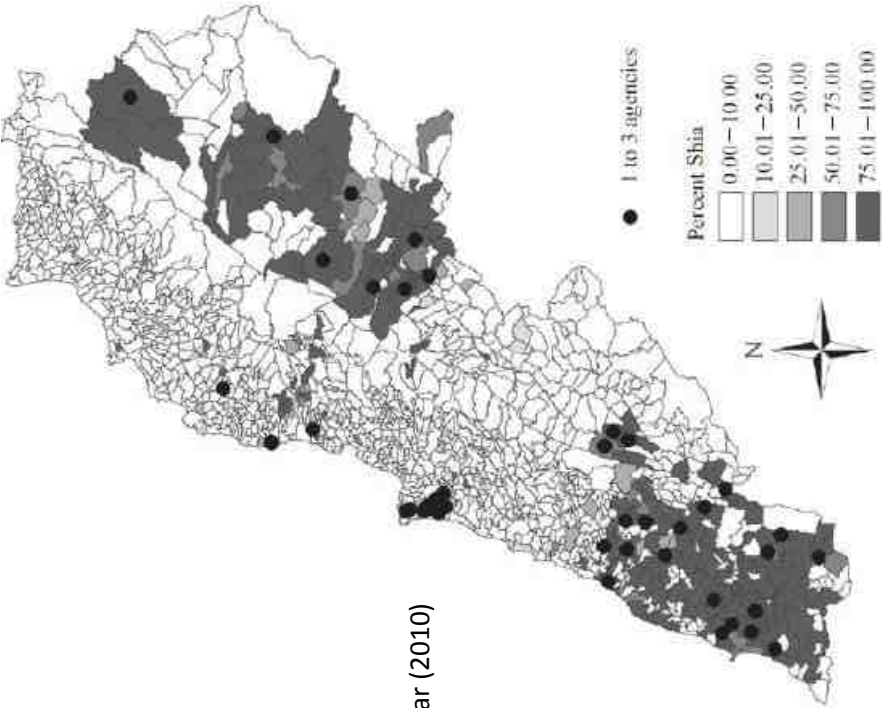 ar (2010)
N
1 to 3 agencies
Percent Shia
0.00–10.00
10.01–25.00
25.01–50.00
50.01–75.00
75.01–100.00